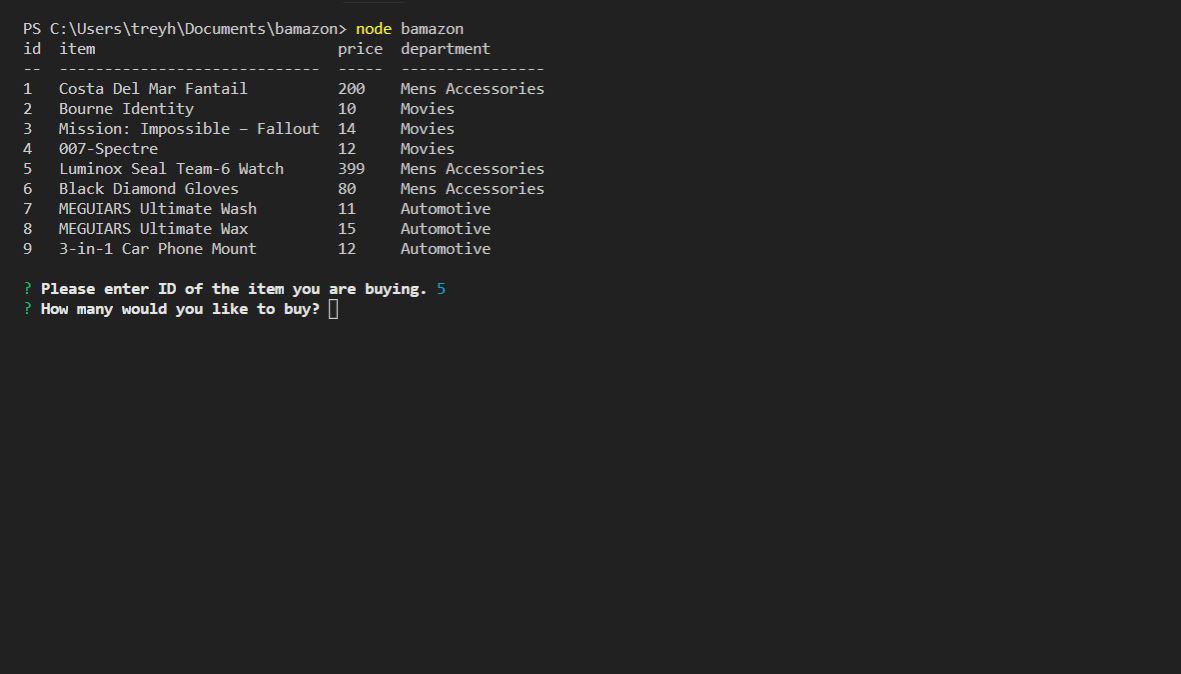 PS C:\Users\treyh\Documents\bamazon> node bamazon
id  item                           price  department
--  -----------------------------  -----  ----------------
1   Costa Del Mar Fantail          200    Mens Accessories
2   Bourne Identity                10     Movies
3   Mission: Impossible – Fallout  14     Movies
4   007-Spectre                    12     Movies
5   Luminox Seal Team-6 Watch      399    Mens Accessories
6   Black Diamond Gloves           80     Mens Accessories
7   MEGUIARS Ultimate Wash         11     Automotive
8   MEGUIARS Ultimate Wax          15     Automotive
9   3-in-1 Car Phone Mount         12     Automotive
? Please enter ID of the item you are buying. 5
? How many would you like to buy?